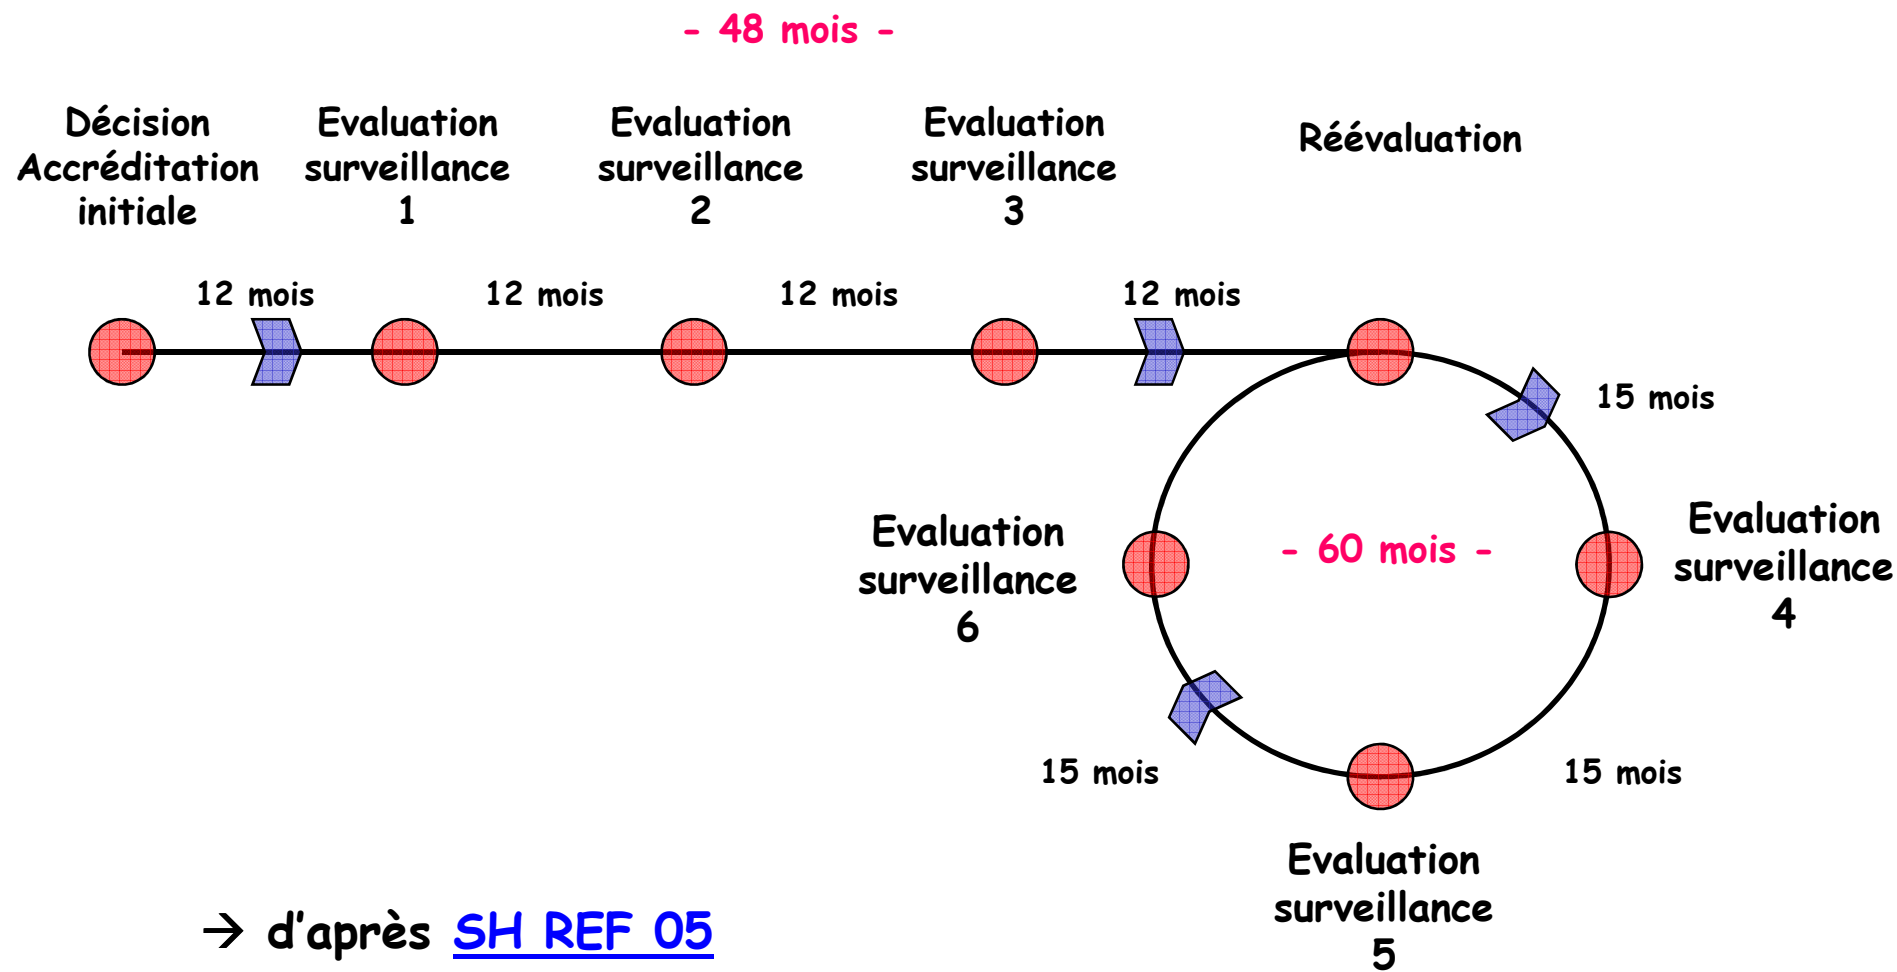 - 48 mois -
Décision
Accréditation
initiale
Evaluation
surveillance
1
Evaluation
surveillance
2
Evaluation
surveillance
3
Réévaluation
12 mois
12 mois
12 mois
12 mois
15 mois
Evaluation
surveillance
4
- 60 mois -
Evaluation
surveillance
6
15 mois
15 mois
Evaluation
surveillance
5
→ d'après SH REF 05